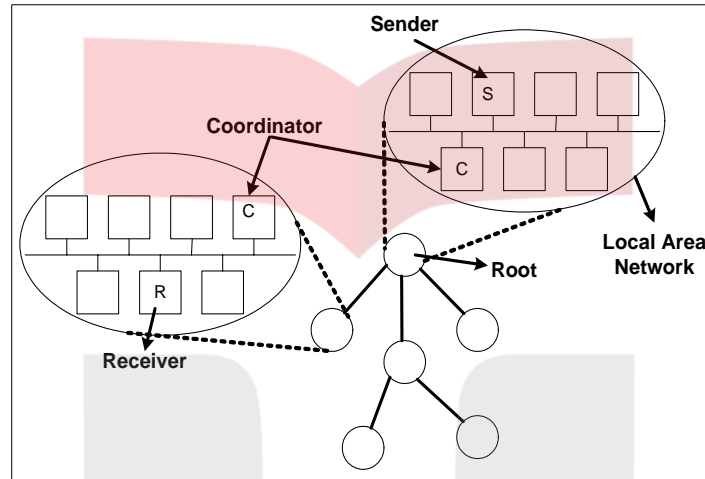 Sender
S
Coordinator
C
C
Local Area
Network
Root
R
Receiver